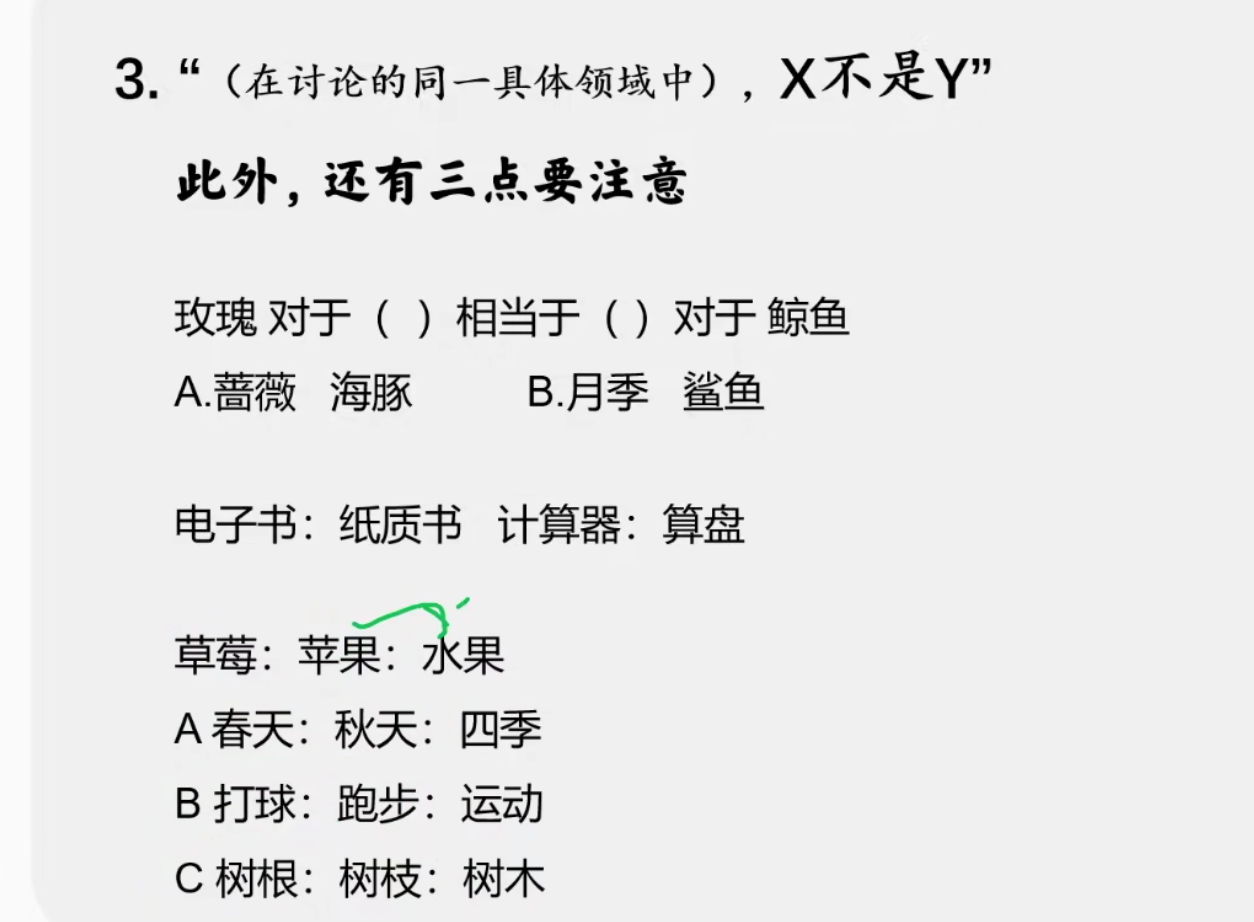 3. “（在讨论的同一具体领域中），X不是Y”
此外，还有三点要注意
玫瑰 对于（ ）相当于（ ）对于 鲸鱼
A.蔷薇 海豚 B.月季 鲨鱼
电子书：纸质书 计算器：算盘
草莓：苹果：水果
A 春天：秋天：四季
B 打球：跑步：运动
C 树根：树枝：树木